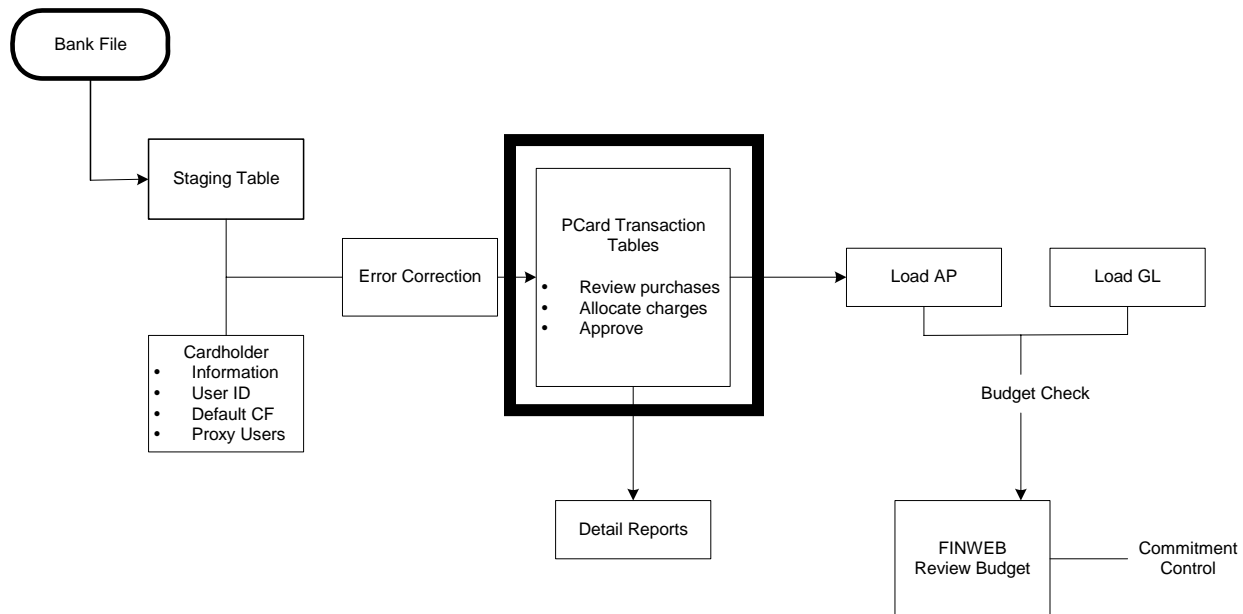 Bank File
Staging Table
Error Correction
PCard Transaction
Tables
• Review purchases
• Allocate charges
• Approve
Load AP
Load GL
Cardholder
• Information
• User ID
• Default CF
• Proxy Users
Budget Check
Detail Reports
FINWEB
Review Budget
Commitment
Control